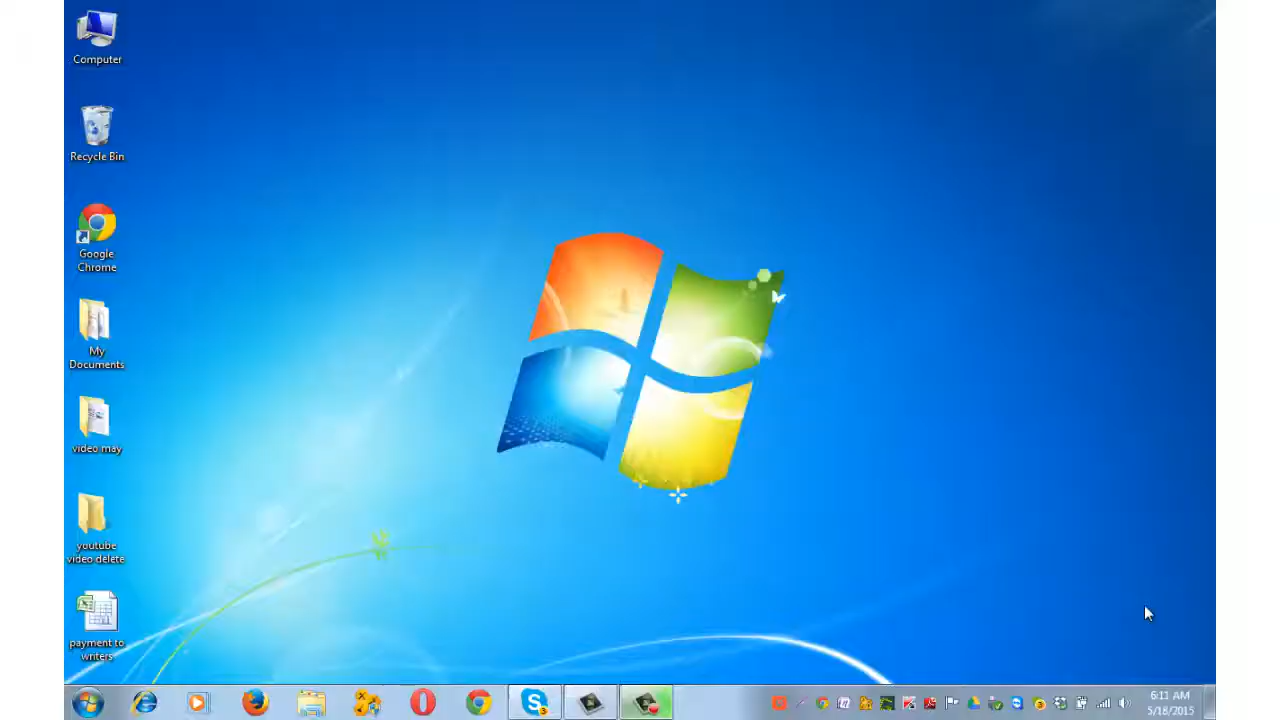 Computer
Recycle Bin
Google
Chrome
My
Documents
video may
youtube
video delete
payment to
writers
3
6:11 AM
5/18/2015